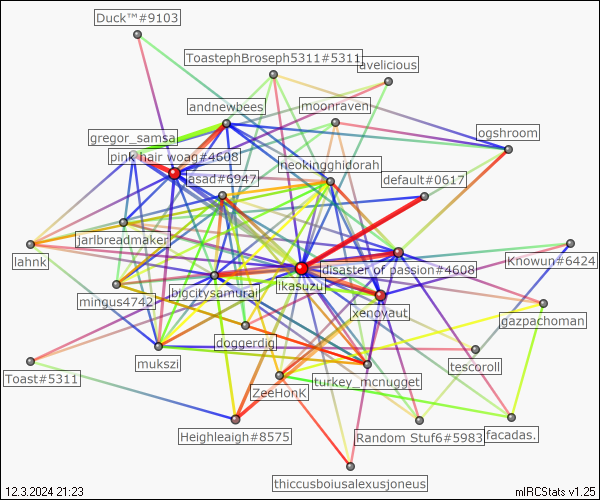 Duck™#9103
ToastephBroseph5311#5311
avelicious
andnewbees
moonraven
gregor_samsa
ogshroom
pink hair woag#4608
neokingghidorah
asad#6947
default#0617
jarlbreadmaker
lahnk
Knowun#6424
disaster of passion#4608
mingus4742
bigcitysamurai
ikasuzu
xenoyaut
gazpachoman
doggerdig
mukszi
tescoroll
Toast#5311
turkey_mcnugget
ZeeHonK
Heighleaigh#8575
Random Stuf6#5983
facadas.
thiccusboiusalexusjoneus
12.3.2024 21:23
mIRCStats v1.25